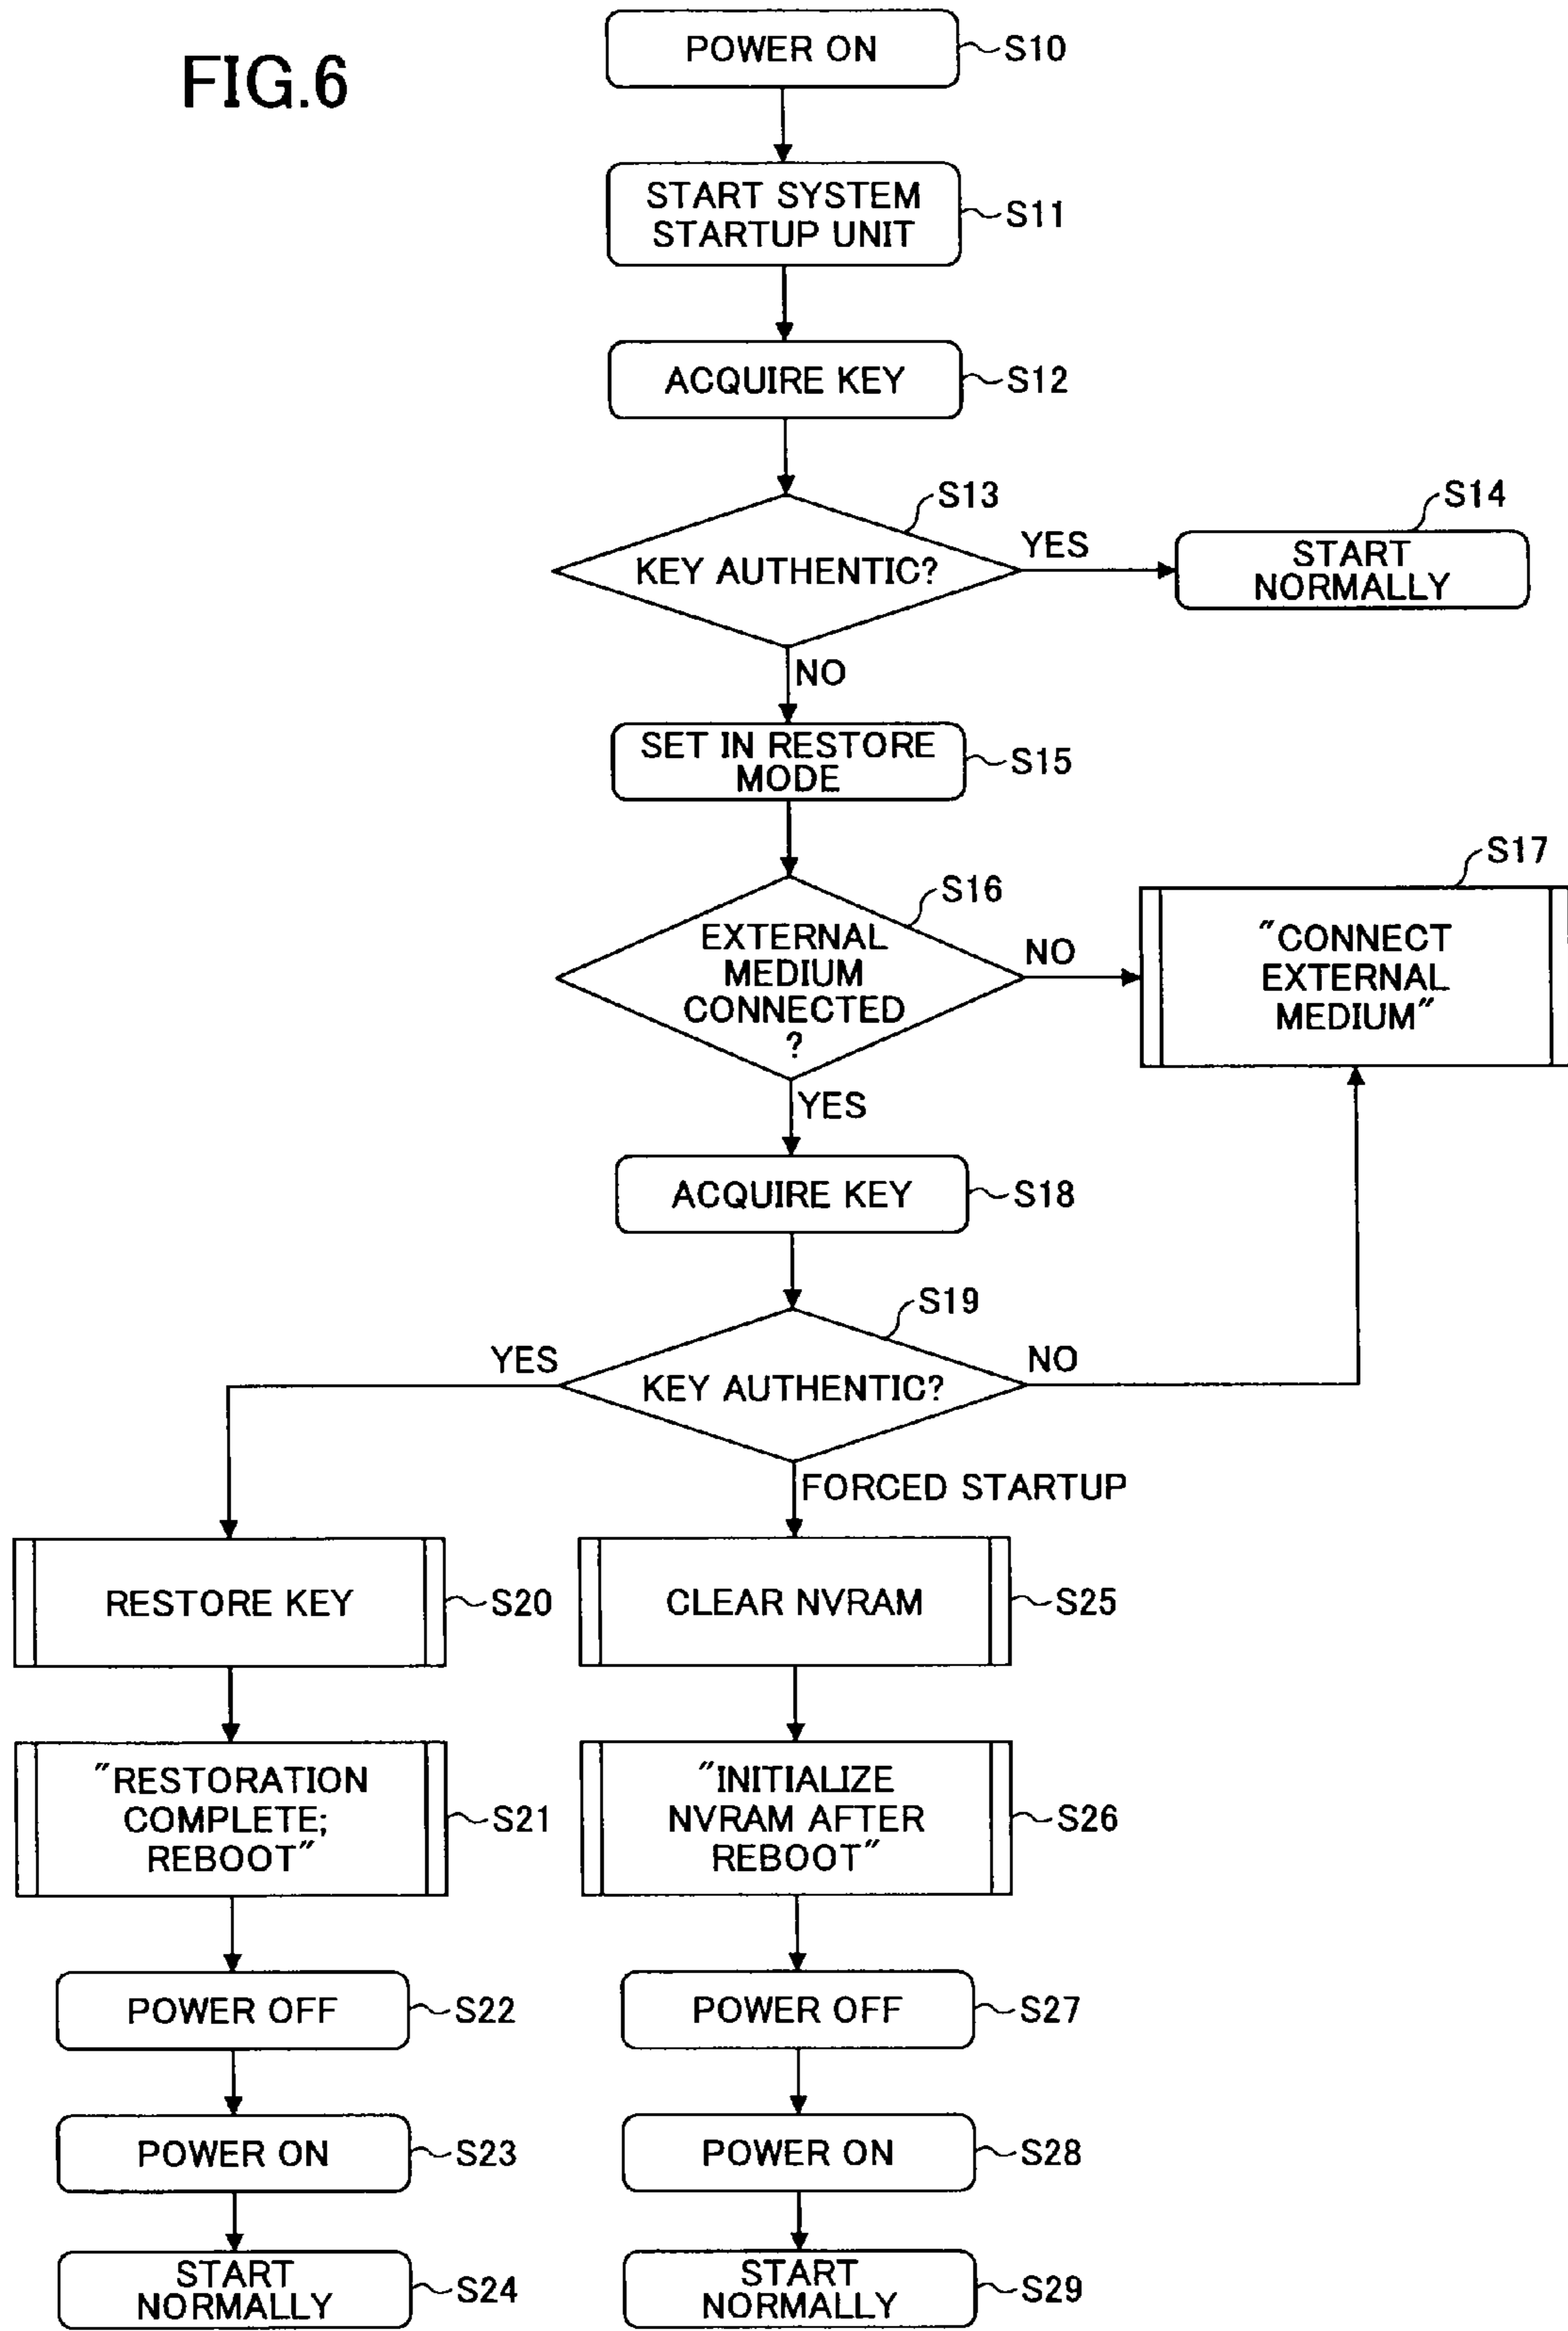 FIG.6
POWER ON
S10
START SYSTEM
STARTUP UNIT
S11
ACQUIRE KEY
S12
S13
KEY AUTHENTIC?
YES
S14
START
NORMALLY
NO
SET IN RESTORE
MODE
S15
S16
EXTERNAL
MEDIUM
CONNECTED
?
NO
S17
"CONNECT
EXTERNAL
MEDIUM"
YES
ACQUIRE KEY
S18
S19
KEY AUTHENTIC?
YES
NO
FORCED STARTUP
RESTORE KEY
S20
CLEAR NVRAM
S25
"RESTORATION
COMPLETE;
REBOOT"
S21
"INITIALIZE
NVRAM AFTER
REBOOT"
S26
POWER OFF
S22
POWER OFF
S27
POWER ON
S23
POWER ON
S28
START
NORMALLY
S24
START
NORMALLY
S29